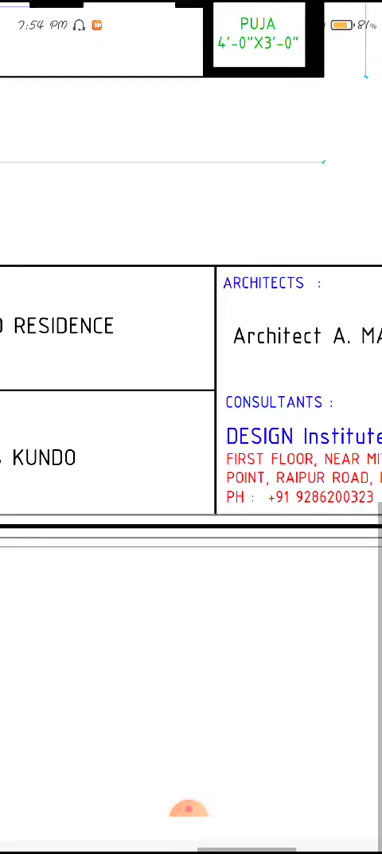 7:54 PM
81%
PUJA
4'-0"X3'-0"
ARCHITECTS :
RESIDENCE
Architect A. MA
CONSULTANTS :
DESIGN Institute
KUNDO
FIRST FLOOR, NEAR MI
POINT, RAIPUR ROAD,
PH : +91 9286200323